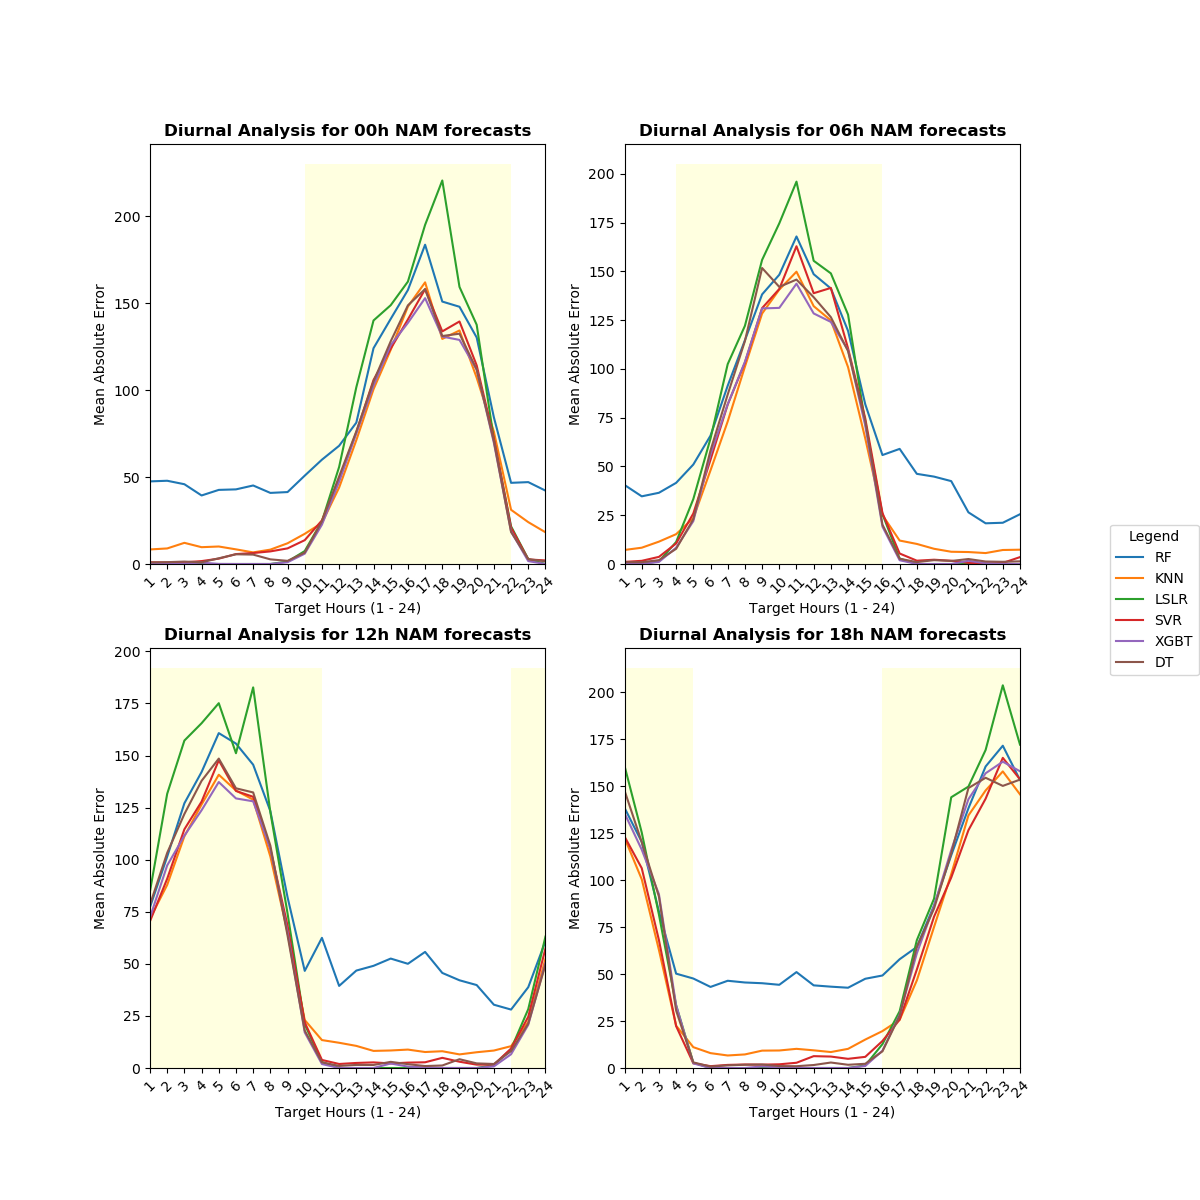 Diurnal Analysis for 00h NAM forecasts
Mean Absolute Error
200
150
100
50
0
1 2 3 4 5 6 7 8 9 10 11 12 13 14 15 16 17 18 19 20 21 22 23 24
Target Hours (1 - 24)
Diurnal Analysis for 06h NAM forecasts
Mean Absolute Error
200
175
150
125
100
75
50
25
0
1 2 3 4 5 6 7 8 9 10 11 12 13 14 15 16 17 18 19 20 21 22 23 24
Target Hours (1 - 24)
Legend
RF
KNN
LSLR
SVR
XGBT
DT
Diurnal Analysis for 12h NAM forecasts
Mean Absolute Error
200
175
150
125
100
75
50
25
0
1 2 3 4 5 6 7 8 9 10 11 12 13 14 15 16 17 18 19 20 21 22 23 24
Target Hours (1 - 24)
Diurnal Analysis for 18h NAM forecasts
Mean Absolute Error
200
175
150
125
100
75
50
25
0
1 2 3 4 5 6 7 8 9 10 11 12 13 14 15 16 17 18 19 20 21 22 23 24
Target Hours (1 - 24)